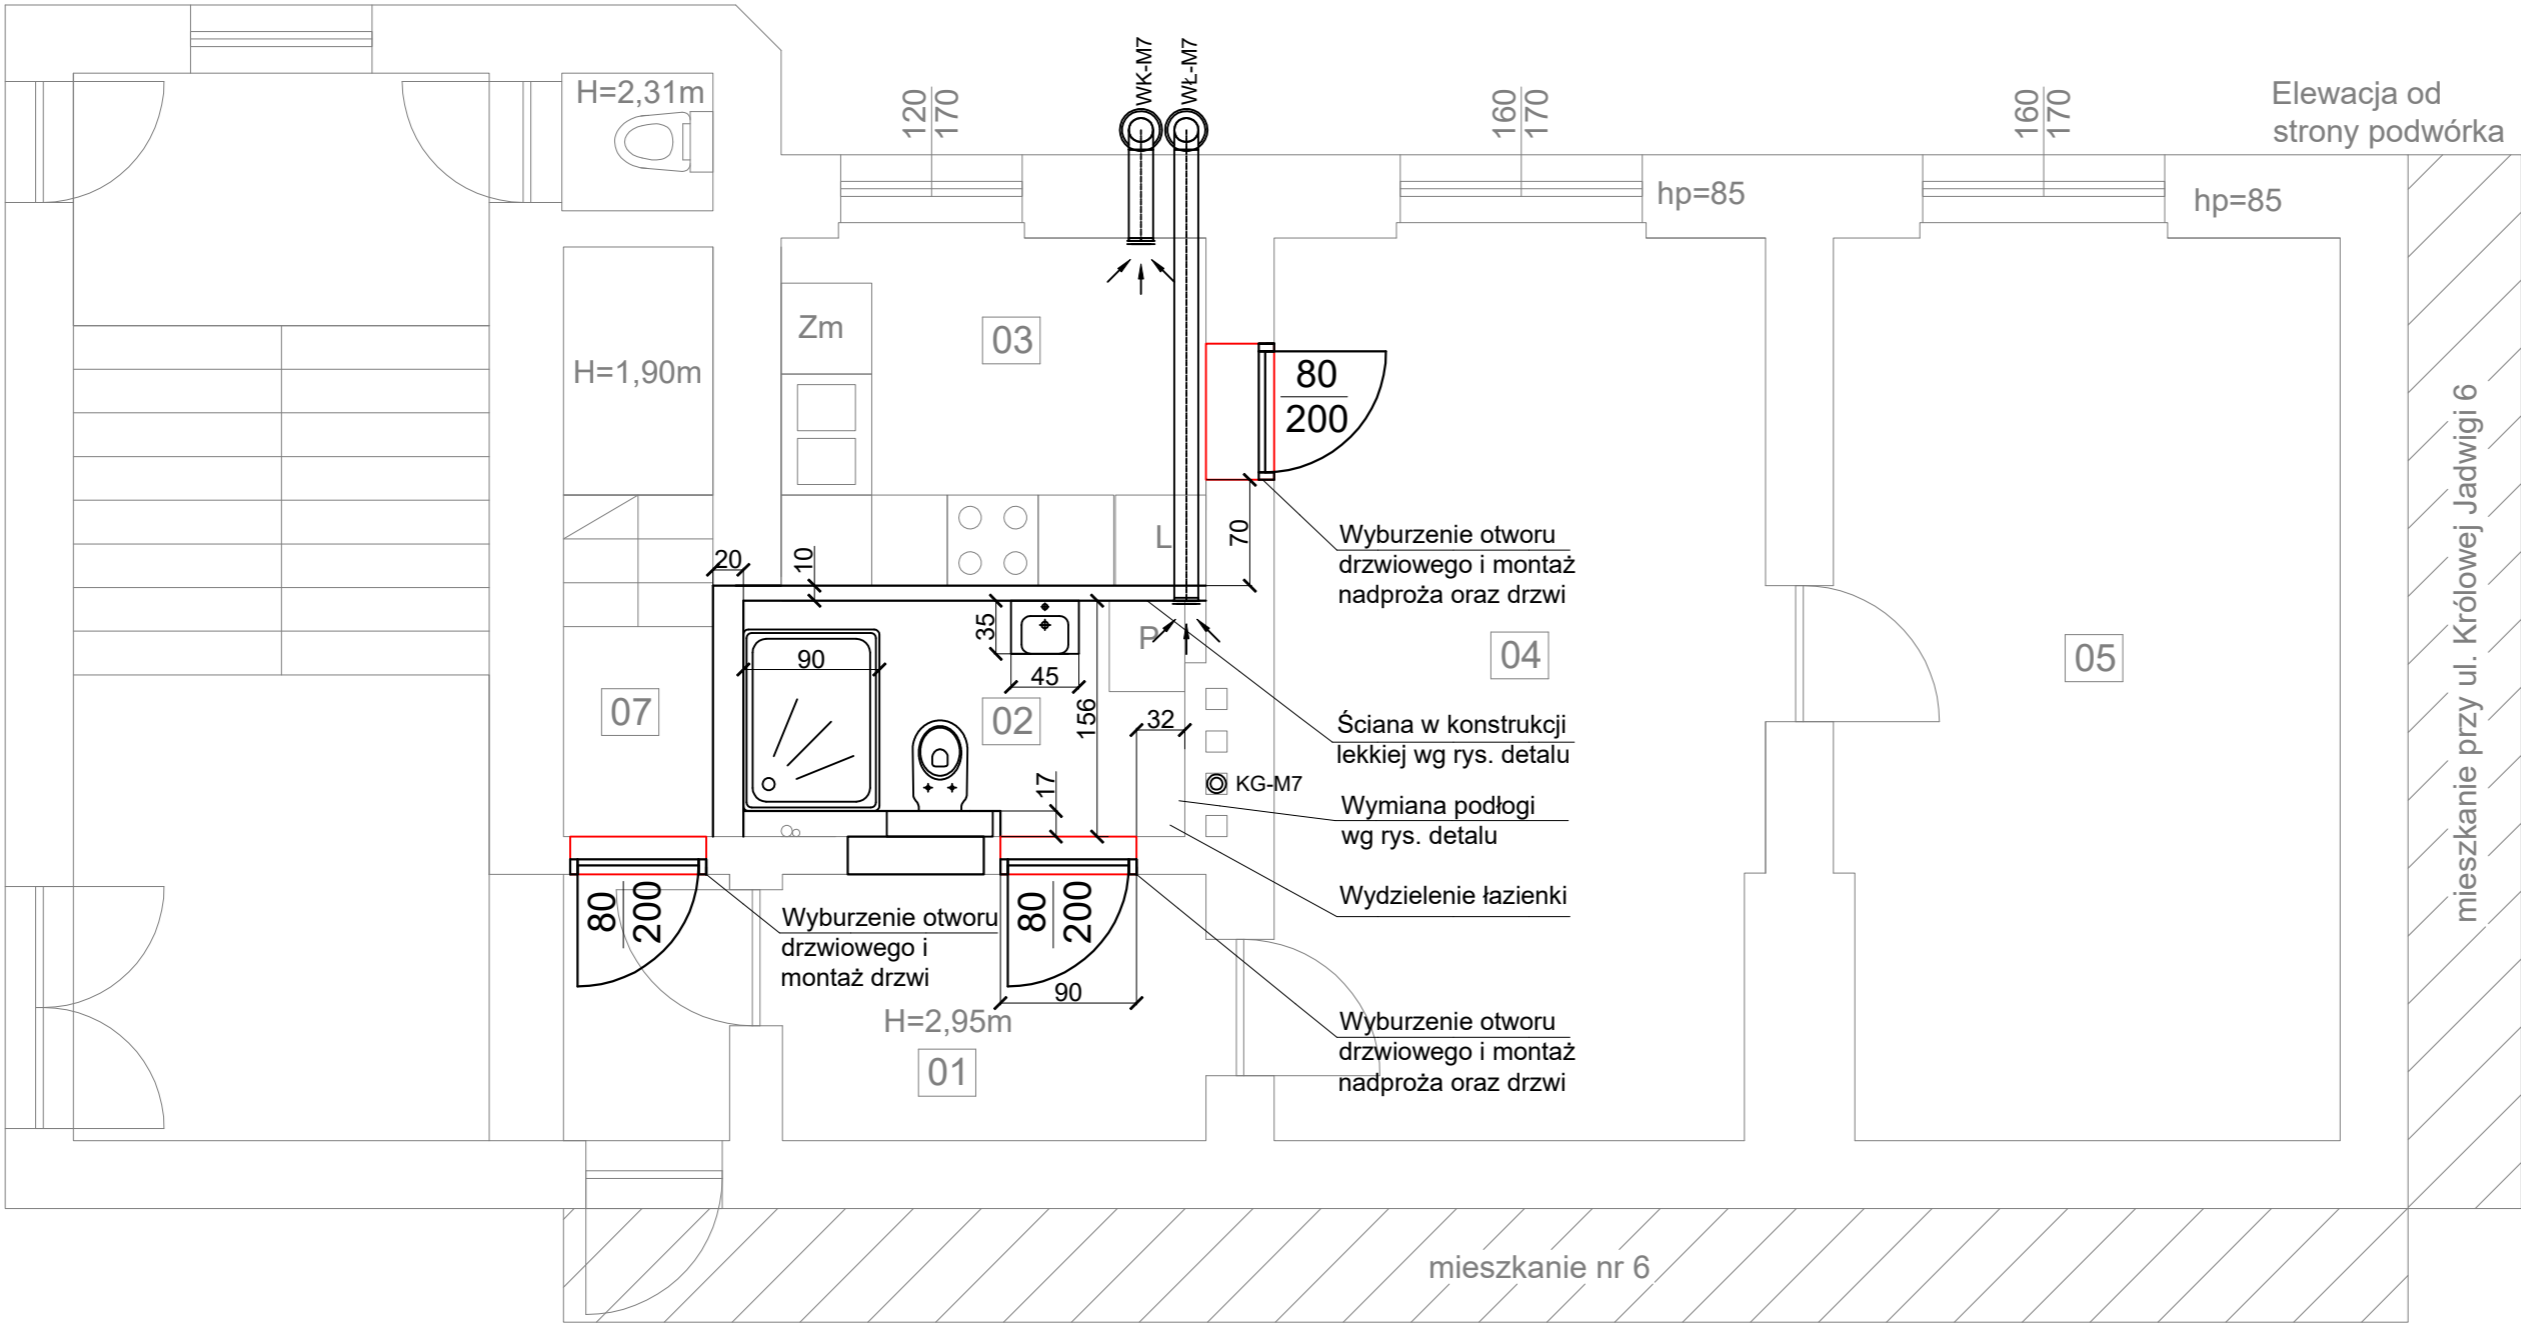 WK-M7
WŁ-M7
H=2,31m
120
170
160
170
160
170
Elewacja od
strony podwórka
hp=85
hp=85
Zm
03
H=1,90m
80
200
mieszkanie przy ul. Królowej Jadwigi 6
L
70
Wyburzenie otworu
drzwiowego i montaż
nadproża oraz drzwi
20
10
35
P
90
45
04
05
07
02
156
32
Ściana w konstrukcji
lekkiej wg rys. detalu
17
KG-M7
Wymiana podłogi
wg rys. detalu
Wydzielenie łazienki
80
200
Wyburzenie otworu
drzwiowego i
montaż drzwi
80
200
90
H=2,95m
01
Wyburzenie otworu
drzwiowego i montaż
nadproża oraz drzwi
mieszkanie nr 6